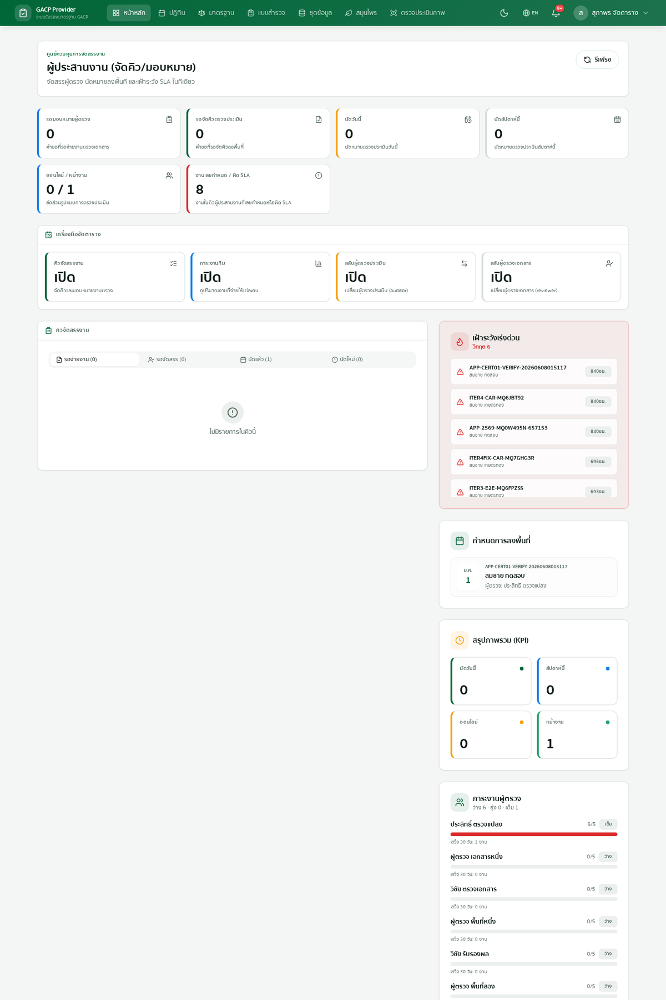 GACP Provider
ระบบรับรองมาตรฐาน GACP
หน้าหลัก
ปฏิทิน
มาตรฐาน
แบบสำรวจ
ชุดข้อมูล
สมุนไพร
ตรวจประเมินภาพ
EN
9+
ส
สุภาพร จัดตาราง
ศูนย์ควบคุมการจัดสรรงาน
ผู้ประสานงาน (จัดคิว/มอบหมาย)
จัดสรรผู้ตรวจ นัดหมายลงพื้นที่ และเฝ้าระวัง SLA ในที่เดียว
รีเฟรช
รอมอบหมายผู้ตรวจ
0
คำขอที่รอจ่ายงานตรวจเอกสาร
รอจัดคิวตรวจประเมิน
0
คำขอที่รอจัดคิวลงพื้นที่
นัดวันนี้
0
นัดหมายตรวจประเมินวันนี้
นัดสัปดาห์นี้
0
นัดหมายตรวจประเมินสัปดาห์นี้
ออนไลน์ / หน้างาน
0 / 1
สัดส่วนรูปแบบการตรวจประเมิน
งานเลยกำหนด / ผิด SLA
8
งานในคิวผู้ประสานงานที่เลยกำหนดหรือผิด SLA
เครื่องมือจัดตาราง
คิวจัดสรรงาน
เปิด
จัดคิวและมอบหมายงานตรวจ
ภาระงานทีม
เปิด
ดูปริมาณงานที่จ่ายให้แต่ละคน
สลับผู้ตรวจประเมิน
เปิด
เปลี่ยนผู้ตรวจประเมิน (auditor)
สลับผู้ตรวจเอกสาร
เปิด
เปลี่ยนผู้ตรวจเอกสาร (reviewer)
คิวจัดสรรงาน
รอจ่ายงาน (0)
รอจัดสรร (0)
นัดแล้ว (1)
นัดใหม่ (0)
ไม่มีรายการในคิวนี้
เฝ้าระวังเร่งด่วน
วิกฤต 6
APP-CERT01-VERIFY-20260608015117
สมชาย ทดสอบ
840ชม.
ITER4-CAR-MQ6JBT92
สมชาย เกษตรทอง
840ชม.
APP-2569-MQ0W495N-657153
สมชาย ทดสอบ
840ชม.
ITER4FIX-CAR-MQ7GHG3R
สมชาย เกษตรทอง
695ชม.
ITER3-E2E-MQ6FPZSS
สมชาย เกษตรทอง
693ชม.
กำหนดการลงพื้นที่
ม.ค.
1
APP-CERT01-VERIFY-20260608015117
สมชาย ทดสอบ
ผู้ตรวจ: ประสิทธิ์ ตรวจแปลง
สรุปภาพรวม (KPI)
นัดวันนี้
0
สัปดาห์นี้
0
ออนไลน์
0
หน้างาน
1
ภาระงานผู้ตรวจ
ว่าง 6 · ยุ่ง 0 · เต็ม 1
ประสิทธิ์ ตรวจแปลง
6/5
เต็ม
เสร็จ 30 วัน: 1 งาน
ผู้ตรวจ เอกสารหนึ่ง
0/5
ว่าง
เสร็จ 30 วัน: 0 งาน
วิชัย ตรวจเอกสาร
0/5
ว่าง
เสร็จ 30 วัน: 0 งาน
ผู้ตรวจ พื้นที่หนึ่ง
0/5
ว่าง
เสร็จ 30 วัน: 0 งาน
วิชัย รับรองผล
0/5
ว่าง
เสร็จ 30 วัน: 0 งาน
ผู้ตรวจ พื้นที่สอง
0/5
ว่าง